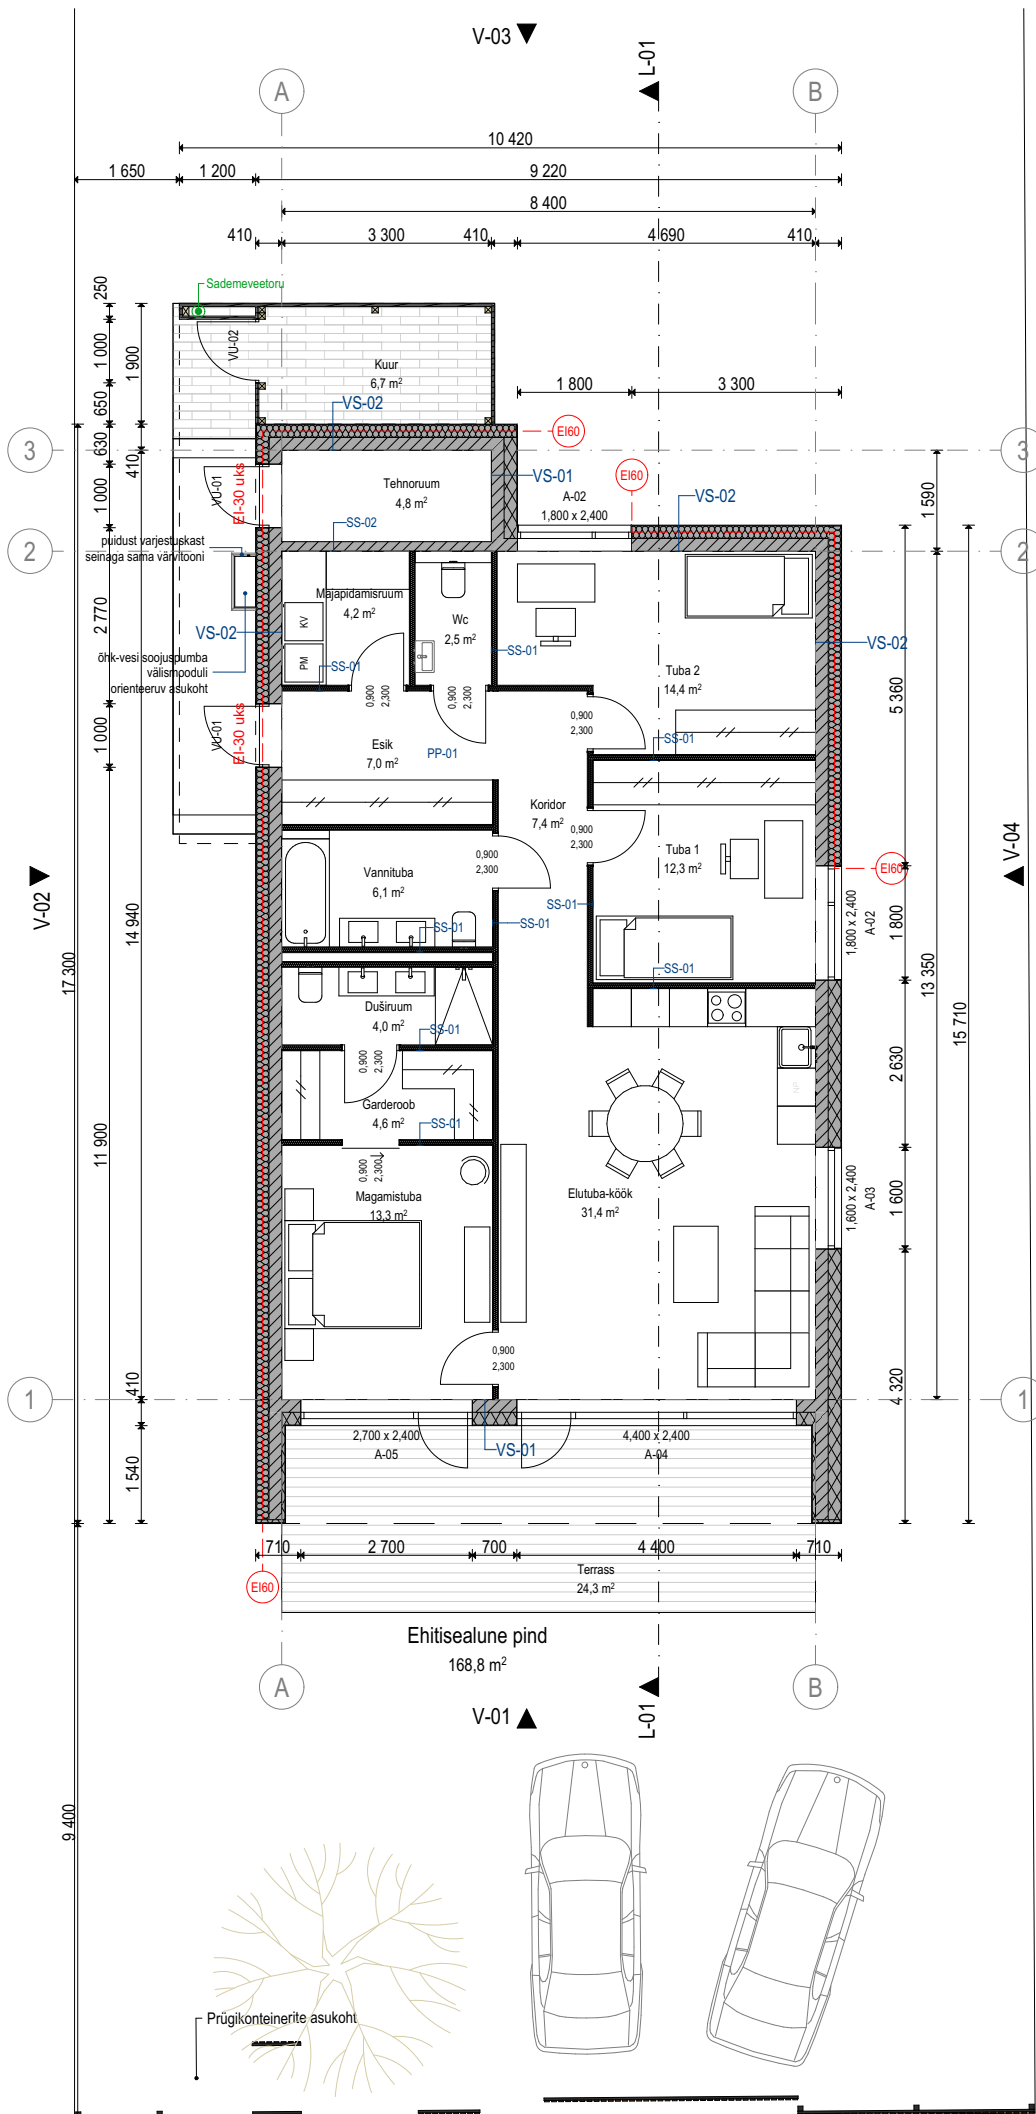 V-03
L-01
A
B
10 420
1 650
1 200
9 220
8 400
410
3 300
410
4 690
410
250
1 000
650
630
1 000
2 770
1 000
11 900
1 900
410
14 940
410
1 540
17 300
9 400
Sademeveetoru
VU-02
Kuur
6,7 m²
VS-02
1 800
3 300
EI60
3
3
VU-01
EI-30 uks
Tehnoruum
4,8 m²
VS-01
EI60
A-02
1,800 x 2,400
VS-02
1 590
SS-02
2
2
puidust varjestuskast
seinaga sama värvitooni
Majapidamisruum
4,2 m²
KV
PM
Wc
2,5 m²
VS-02
SS-01
SS-01
VS-02
õhk-vesi soojuspumba
välismooduli
orienteeruv asukoht
Tuba 2
14,4 m²
0,900
2,300
0,900
2,300
0,900
2,300
5 360
VU-01
EI-30 uks
Esik
7,0 m²
PP-01
SS-01
Koridor
7,4 m²
0,900
2,300
Tuba 1
12,3 m²
EI60
V-02
V-04
Vannituba
6,1 m²
0,900
2,300
SS-01
SS-01
SS-01
1,800 x 2,400
A-02
1 800
13 350
15 710
SS-01
Duširuum
4,0 m²
SS-01
0,900
2,300
2 630
NP
Garderoob
4,6 m²
SS-01
0,900
2,300
Magamistuba
13,3 m²
Elutuba-köök
31,4 m²
1,600 x 2,400
A-03
1 600
0,900
2,300
4 320
1
1
2,700 x 2,400
A-05
VS-01
4,400 x 2,400
A-04
710
2 700
700
4 400
710
EI60
Terrass
24,3 m²
Ehitisealune pind
168,8 m²
A
B
V-01
L-01
Prügikonteinerite asukoht